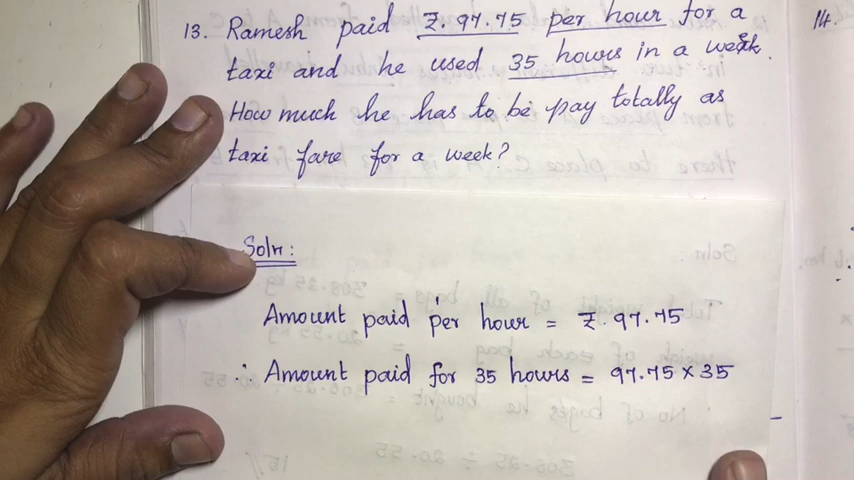 13. Ramesh paid ₹. 97.75 per hour for a
taxi and he used 35 hours in a week.
How much he has to be pay totally as
taxi fare for a week?
Soln:
Amount paid per hour = ₹. 97.75
∴ Amount paid for 35 hours = 97.75 × 35
14.